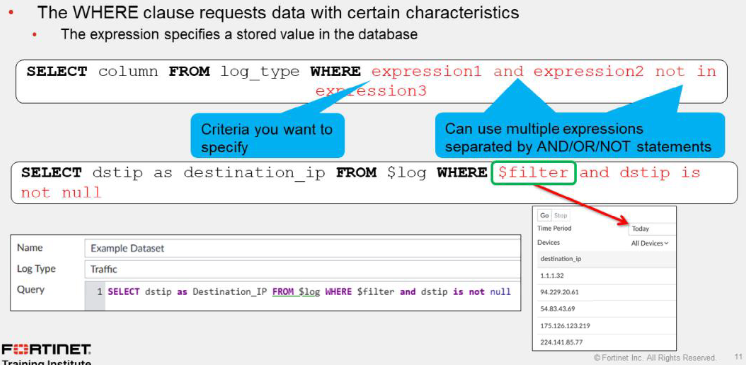 • The WHERE clause requests data with certain characteristics
• The expression specifies a stored value in the database
SELECT column FROM log_type WHERE expression1 and expression2 not in
expression3
Criteria you want to
specify
Can use multiple expressions
separated by AND/OR/NOT statements
SELECT dstip as destination_ip FROM $log WHERE $filter and dstip is
not null
Name Example Dataset
Log Type Traffic
Query 1 SELECT dstip as Destination_IP FROM $log WHERE $filter and dstip is not null
Go Stop
Time Period Today
Devices All Devices
destination_ip
1.1.1.32
94.229.20.61
54.83.43.69
175.126.123.219
224.141.85.77
FORTINET
Training Institute
© Fortinet Inc. All Rights Reserved. 11